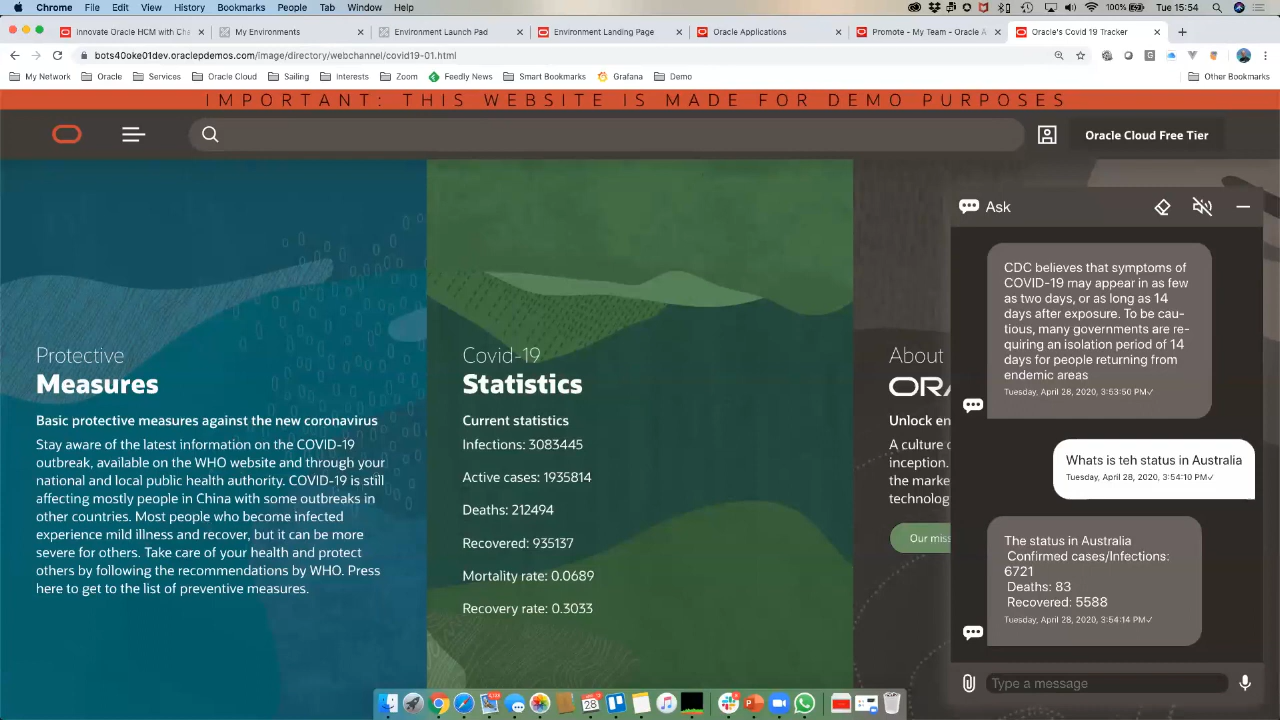 Chrome File Edit View History Bookmarks People Tab Window Help 100% Tue 15:54
Innovate Oracle HCM with Cha
My Environments
Environment Launch Pad
Environment Landing Page
Oracle Applications
Promote - My Team - Oracle A
Oracle's Covid 19 Tracker
bots40oke01dev.oraclepdemos.com/image/directory/webchannel/covid19-01.html
My Network Oracle Services Oracle Cloud Sailing interests Zoom Feedly News Smart Bookmarks Grafana Demo Other Bookmarks
IMPORTANT: THIS WEBSITE IS MADE FOR DEMO PURPOSES
Oracle Cloud Free Tier
Protective
Measures
Basic protective measures against the new coronavirus
Stay aware of the latest information on the COVID-19
outbreak, available on the WHO website and through your
national and local public health authority. COVID-19 is still
affecting mostly people in China with some outbreaks in
other countries. Most people who become infected
experience mild illness and recover, but it can be more
severe for others. Take care of your health and protect
others by following the recommendations by WHO. Press
here to get to the list of preventive measures.
Covid-19
Statistics
Current statistics
Infections: 3083445
Active cases: 1935814
Deaths: 212494
Recovered: 935137
Mortality rate: 0.0689
Recovery rate: 0.3033
About
OR
Unlock en
A culture o
inception.
the marke
technolog
Our miss
Ask
CDC believes that symptoms of
COVID-19 may appear in as few
as two days, or as long as 14
days after exposure. To be cau-
tious, many governments are re-
quiring an isolation period of 14
days for people returning from
endemic areas
Tuesday, April 28, 2020, 3:53:50 PM✓
Whats is teh status in Australia
Tuesday, April 28, 2020, 3:54:10 PM✓
The status in Australia
Confirmed cases/Infections:
6721
Deaths: 83
Recovered: 5588
Tuesday, April 28, 2020, 3:54:14 PM✓
Type a message